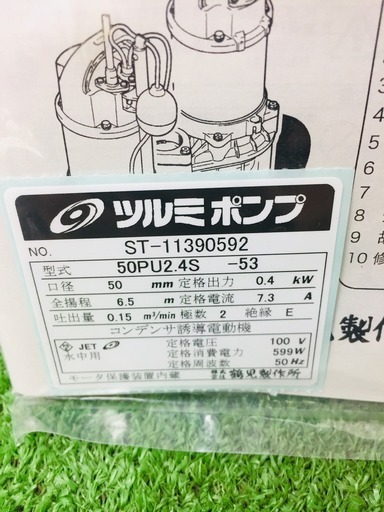 ツルミポンプ
NO. ST-11390592
型式 50PU2.4S -53
口径 50 mm 定格出力 0.4 kW
全揚程 6.5 m 定格電流 7.3 A
吐出量 0.15 m³/min 極数 2 絶縁 E
コンデンサ誘導電動機
JET 水中用
定格電圧 100 V
定格消費電力 599W
定格周波数 50Hz
モータ保護装置内蔵 株式会社 鶴見製作所
3
4
5
6
7
8
9 故
10 修
製作